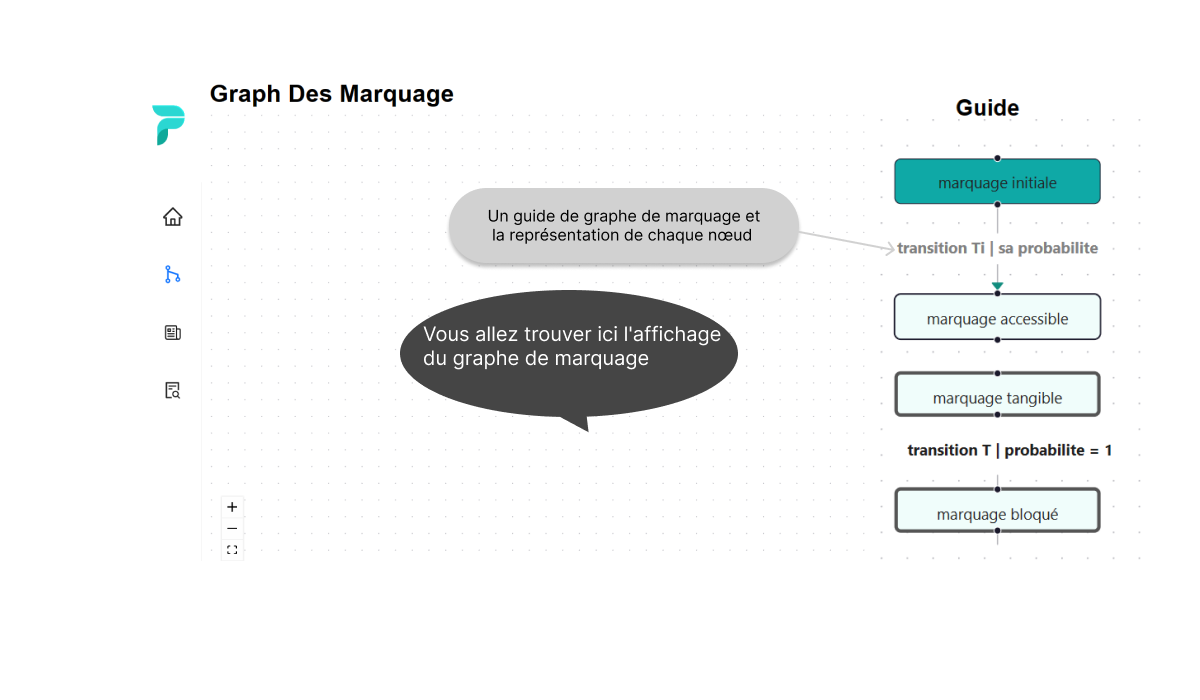 Graph Des Marquage
Guide
marquage initiale
Un guide de graphe de marquage et
la représentation de chaque nœud
transition Ti | sa probabilite
marquage accessible
Vous allez trouver ici l'affichage
du graphe de marquage
marquage tangible
transition T | probabilite = 1
marquage bloqué